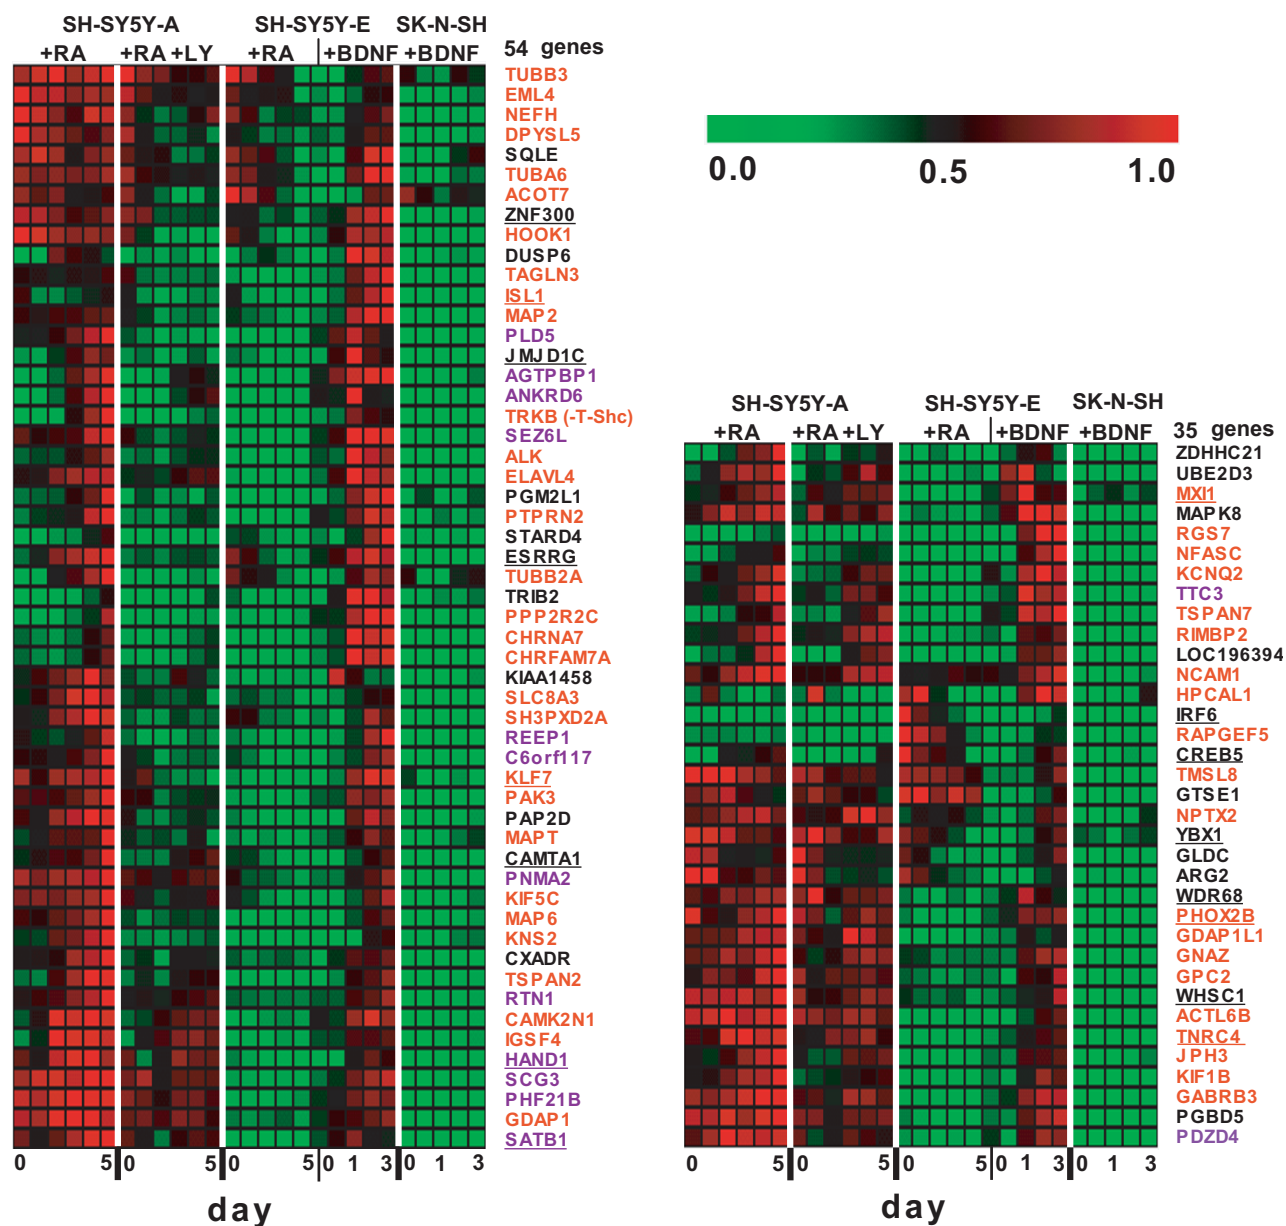 SH-SY5Y-A SH-SY5Y-E SK-N-SH
+RA +RA +LY +RA +BDNF +BDNF 54 genes
TUBB3
EML4
NEFH
DPYSL5
SQLE
TUBA6
ACOT7
ZNF300
HOOK1
DUSP6
TAGLN3
ISL1
MAP2
PLD5
JMJD1C
AGTPBP1
ANKRD6
TRKB (-T-Shc)
SEZ6L
ALK
ELAVL4
PGM2L1
PTPRN2
STARD4
ESRRG
TUBB2A
TRIB2
PPP2R2C
CHRNA7
CHRFAM7A
KIAA1458
SLC8A3
SH3PXD2A
REEP1
C6orf117
KLF7
PAK3
PAP2D
MAPT
CAMTA1
PNMA2
KIF5C
MAP6
KNS2
CXADR
TSPAN2
RTN1
CAMK2N1
IGSF4
HAND1
SCG3
PHF21B
GDAP1
SATB1
0 5 0 5 0 5 0 1 3 0 1 3
day
0.0 0.5 1.0
SH-SY5Y-A SH-SY5Y-E SK-N-SH
+RA +RA +LY +RA +BDNF +BDNF 35 genes
ZDHHC21
UBE2D3
MXI1
MAPK8
RGS7
NFASC
KCNQ2
TTC3
TSPAN7
RIMBP2
LOC196394
NCAM1
HPCAL1
IRF6
RAPGEF5
CREB5
TMSL8
GTSE1
NPTX2
YBX1
GLDC
ARG2
WDR68
PHOX2B
GDAP1L1
GNAZ
GPC2
WHSC1
ACTL6B
TNRC4
JPH3
KIF1B
GABRB3
PGBD5
PDZD4
0 5 0 5 0 5 0 1 3 0 1 3
day